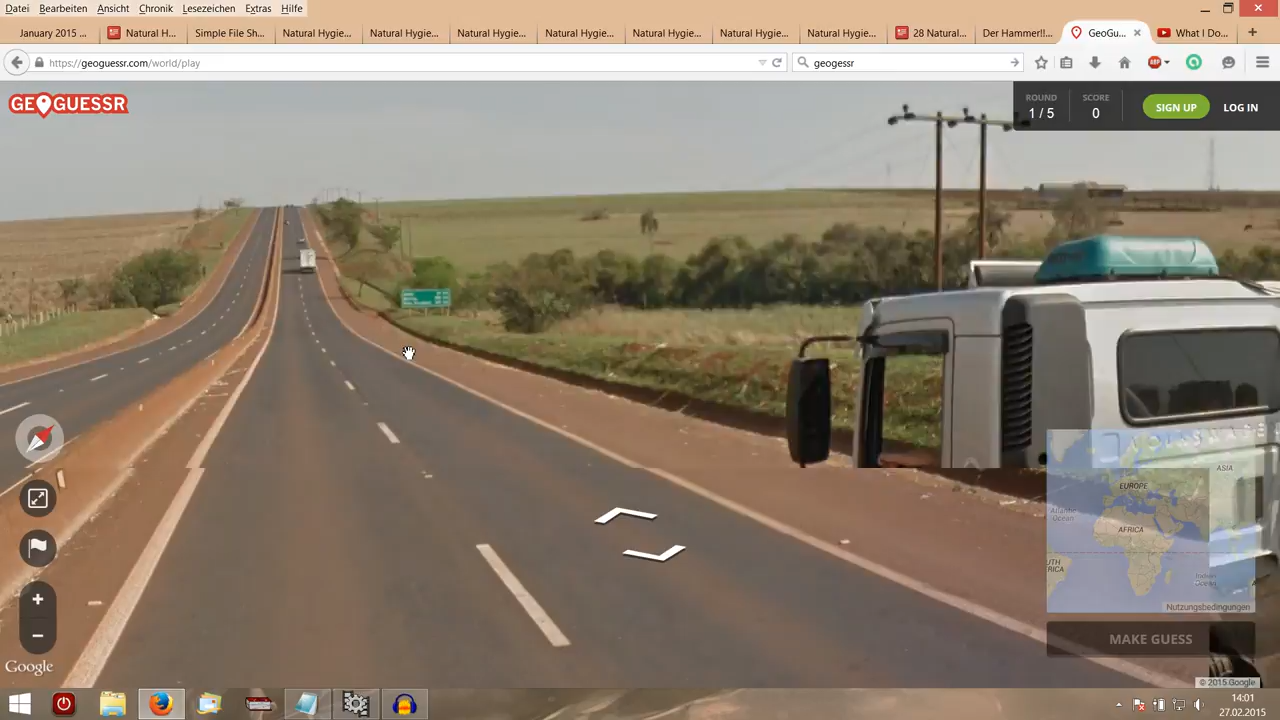 Datei Bearbeiten Ansicht Chronik Lesezeichen Extras Hilfe
January 2015 ... Natural H... Simple File Sh... Natural Hygie... Natural Hygie... Natural Hygie... Natural Hygie... Natural Hygie... Natural Hygie... Natural Hygie... 28 Natural... Der Hammer!!... GeoGu... What I Do...
https://geoguessr.com/world/play geogessr ABP
GEOGUESSR
ROUND SCORE
1 / 5 0 SIGN UP LOG IN
ASIA
EUROPE
Atlantic
Ocean
AFRICA
UTH
RICA
Indian
Ocean
Nutzungsbedingungen
+
−
MAKE GUESS
Google
© 2015 Google
14:01
27.02.2015